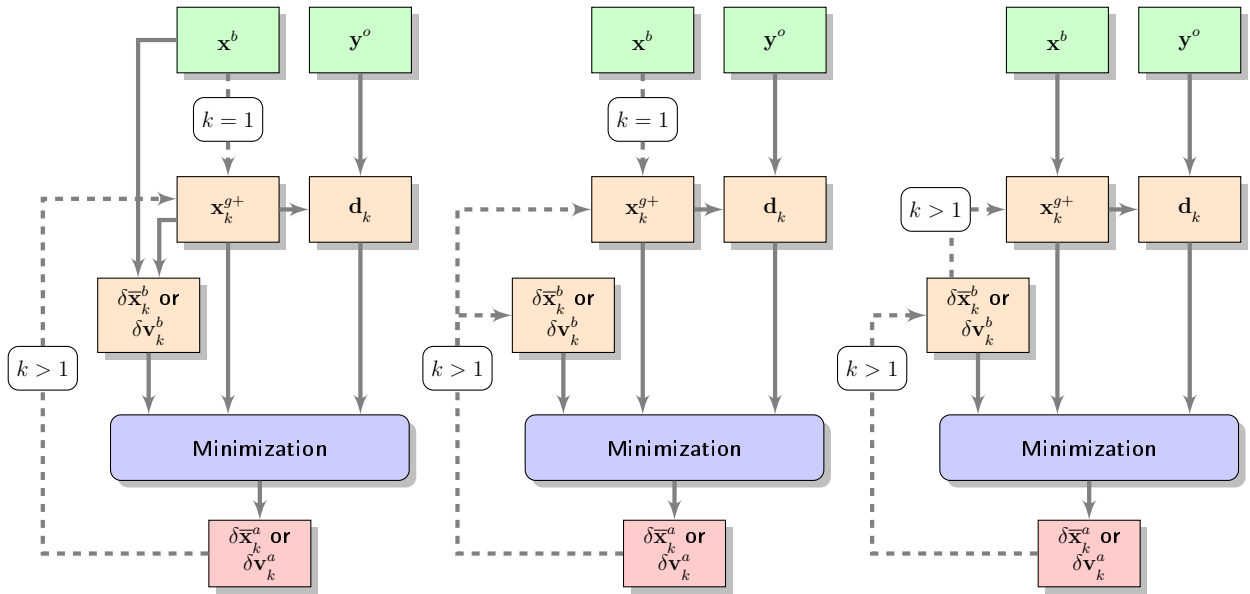 x^b
y^o
k = 1
x_k^{g+}
d_k
δx̅_k^b or
δv_k^b
k > 1
Minimization
δx̅_k^a or
δv_k^a
x^b
y^o
k = 1
x_k^{g+}
d_k
δx̅_k^b or
δv_k^b
k > 1
Minimization
δx̅_k^a or
δv_k^a
x^b
y^o
k > 1
x_k^{g+}
d_k
δx̅_k^b or
δv_k^b
k > 1
Minimization
δx̅_k^a or
δv_k^a